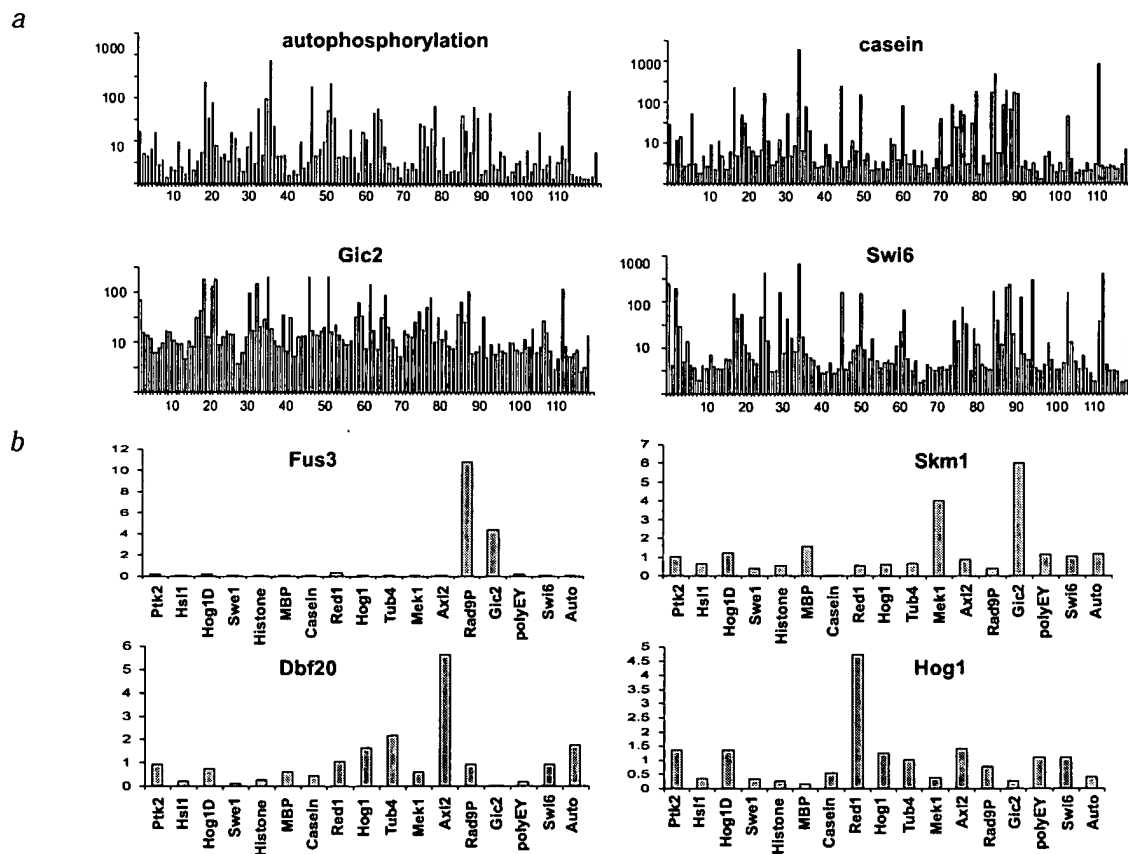 a
autophosphorylation
1000
100
10
10 20 30 40 50 60 70 80 90 100 110
casein
1000
100
10
10 20 30 40 50 60 70 80 90 100 110
Gic2
100
10
10 20 30 40 50 60 70 80 90 100 110
Swi6
1000
100
10
10 20 30 40 50 60 70 80 90 100 110
b
Fus3
12
10
8
6
4
2
0
Ptk2 Hsl1 Hog1D Swe1 Histone MBP Casein Red1 Hog1 Tub4 Mek1 Axl2 Rad9P Gic2 polyEY Swi6 Auto
Skm1
7
6
5
4
3
2
1
0
Ptk2 Hsl1 Hog1D Swe1 Histone MBP Casein Red1 Hog1 Tub4 Mek1 Axl2 Rad9P Gic2 polyEY Swi6 Auto
Dbf20
6
5
4
3
2
1
0
Ptk2 Hsl1 Hog1D Swe1 Histone MBP Casein Red1 Hog1 Tub4 Mek1 Axl2 Rad9P Gic2 polyEY Swi6 Auto
Hog1
5
4.5
4
3.5
3
2.5
2
1.5
1
0.5
0
Ptk2 Hsl1 Hog1D Swe1 Histone MBP Casein Red1 Hog1 Tub4 Mek1 Axl2 Rad9P Gic2 polyEY Swi6 Auto